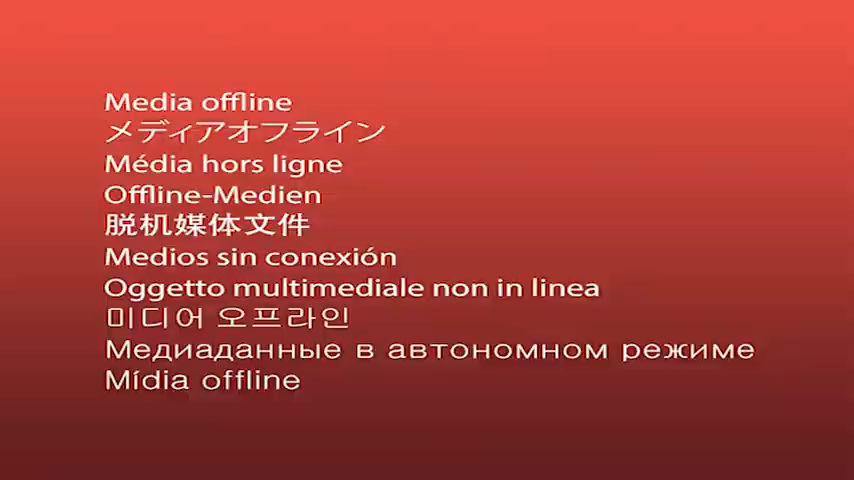 Media offline
メディアオフライン
Média hors ligne
Offline-Medien
脱机媒体文件
Medios sin conexión
Oggetto multimediale non in linea
미디어 오프라인
Медиаданные в автономном режиме
Mídia offline